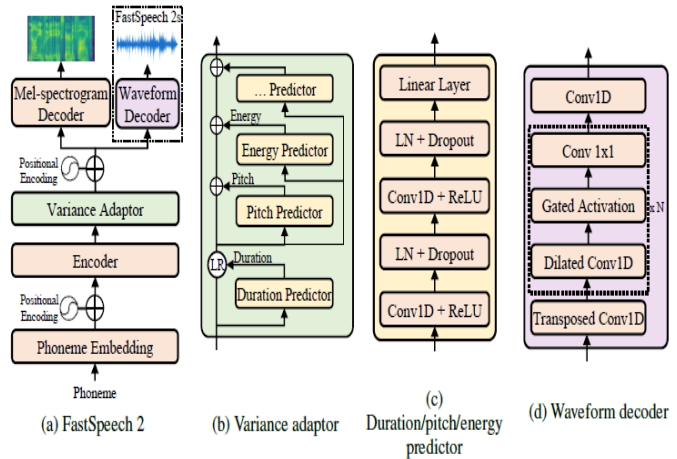 FastSpeech 2s
Mel-spectrogram
Decoder
Waveform
Decoder
Positional
Encoding
Variance Adaptor
Encoder
Positional
Encoding
Phoneme Embedding
Phoneme
(a) FastSpeech 2
... Predictor
Energy
Energy Predictor
Pitch
Pitch Predictor
LR
Duration
Duration Predictor
(b) Variance adaptor
Linear Layer
LN + Dropout
Conv1D + ReLU
LN + Dropout
Conv1D + ReLU
(c)
Duration/pitch/energy
predictor
Conv1D
Conv 1x1
Gated Activation
x N
Dilated Conv1D
Transposed Conv1D
(d) Waveform decoder